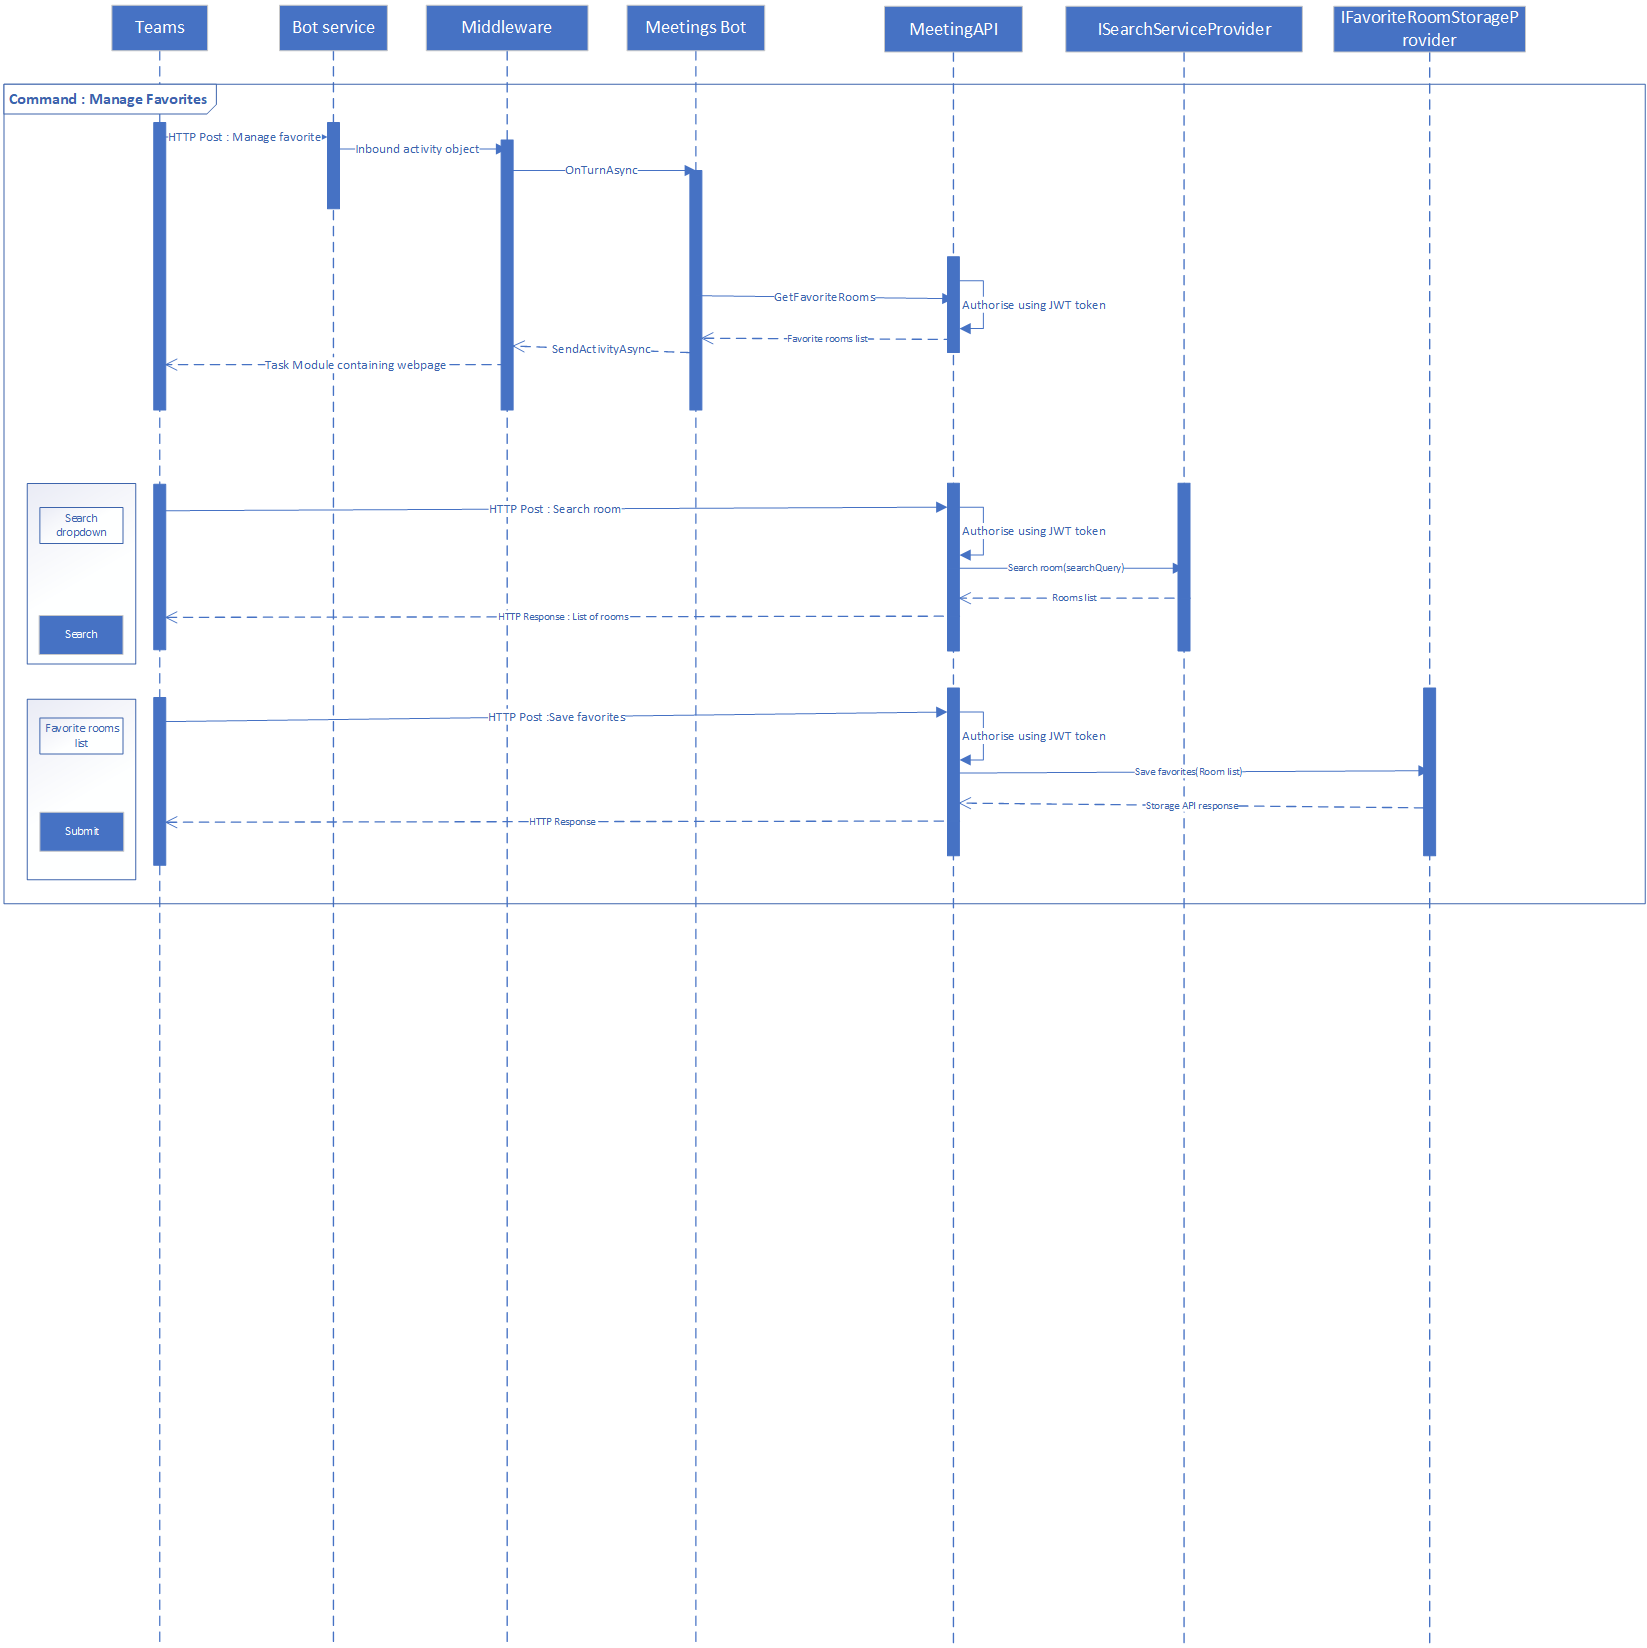 Teams
Bot service
Middleware
Meetings Bot
MeetingAPI
ISearchServiceProvider
IFavoriteRoomStorageP
rovider
Command : Manage Favorites
HTTP Post : Manage favorite
Inbound activity object
OnTurnAsync
GetFavoriteRooms
Authorise using JWT token
Favorite rooms list
SendActivityAsync
Task Module containing webpage
Search
dropdown
Search
HTTP Post : Search room
Authorise using JWT token
Search room(searchQuery)
Rooms list
HTTP Response : List of rooms
Favorite rooms
list
Submit
HTTP Post :Save favorites
Authorise using JWT token
Save favorites(Room list)
Storage API response
HTTP Response